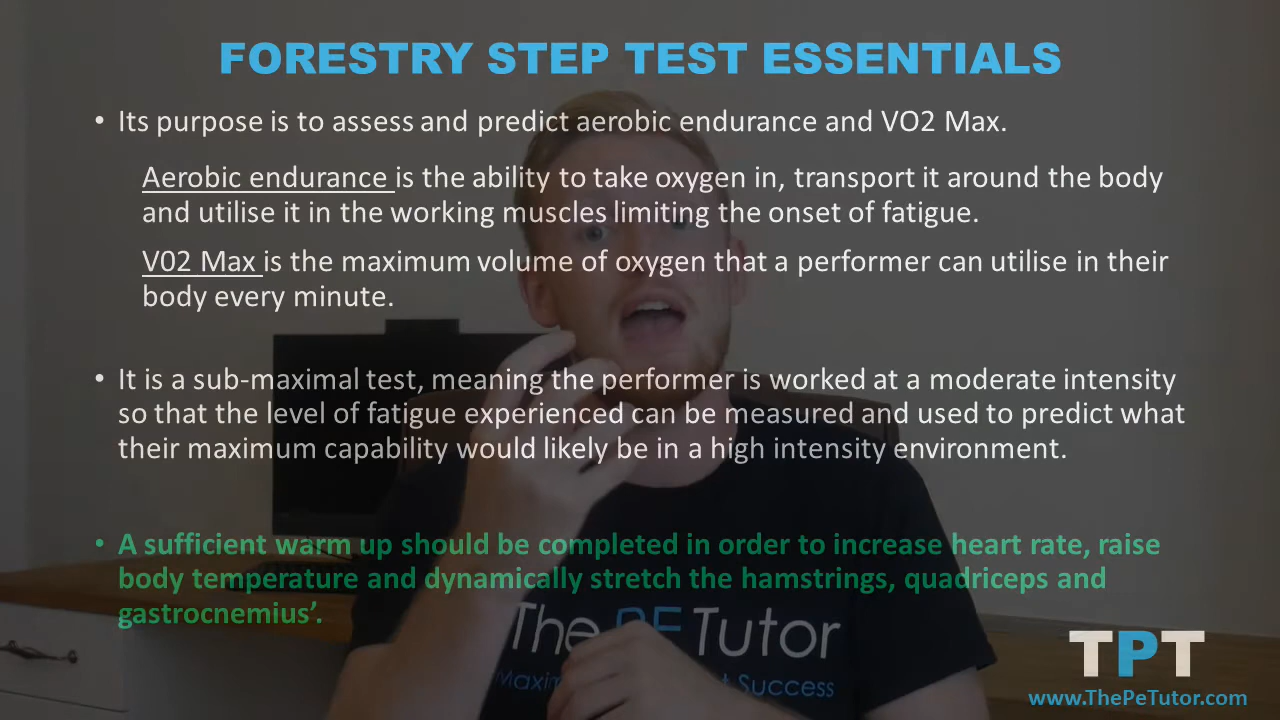 FORESTRY STEP TEST ESSENTIALS
• Its purpose is to assess and predict aerobic endurance and VO2 Max.
Aerobic endurance is the ability to take oxygen in, transport it around the body
and utilise it in the working muscles limiting the onset of fatigue.
V02 Max is the maximum volume of oxygen that a performer can utilise in their
body every minute.
• It is a sub-maximal test, meaning the performer is worked at a moderate intensity
so that the level of fatigue experienced can be measured and used to predict what
their maximum capability would likely be in a high intensity environment.
• A sufficient warm up should be completed in order to increase heart rate, raise
body temperature and dynamically stretch the hamstrings, quadriceps and
gastrocnemius’.
The PE Tutor
Success
TPT
www.ThePeTutor.com